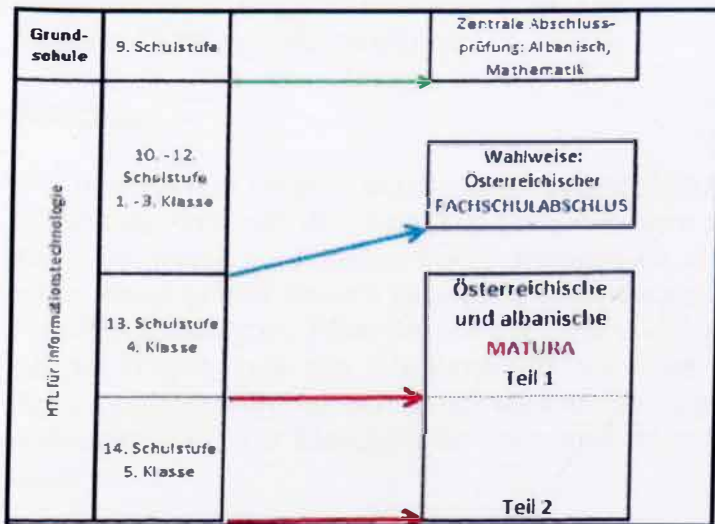 Grund-
schule
9. Schulstufe
Zentrale Abschluss-
prüfung: Albanisch,
Mathematik
HTL für Informationstechnologie
10. -12.
Schulstufe
1. -3. Klasse
Wahlweise:
Österreichischer
FACHSCHULABSCHLUS
13. Schulstufe
4. Klasse
Österreichische
und albanische
MATURA
Teil 1
14. Schulstufe
5. Klasse
Teil 2